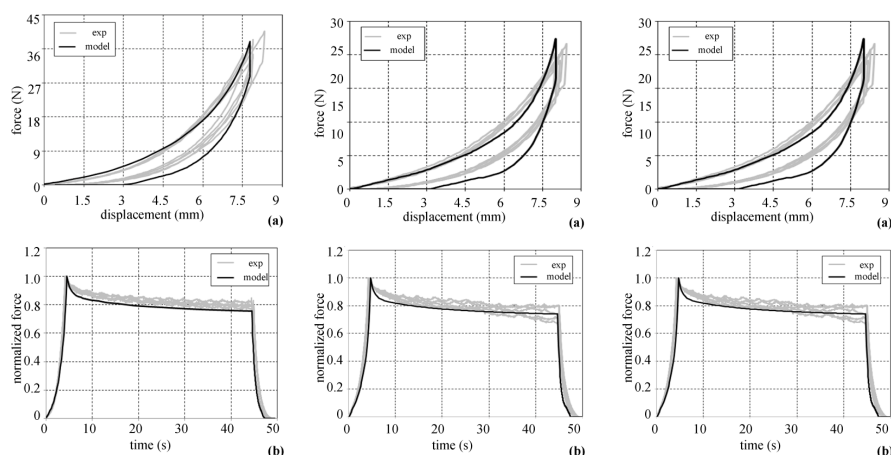 45
36
27
18
9
0
force (N)
exp
model
1.5 3 4.5 6 7.5 9
displacement (mm)
(a)
30
25
20
15
10
5
0
force (N)
exp
model
0 1.5 3 4.5 6 7.5 9
displacement (mm)
(a)
30
25
20
15
10
5
0
force (N)
exp
model
0 1.5 3 4.5 6 7.5 9
displacement (mm)
(a)
1.2
1.0
0.8
0.6
0.4
0.2
0
normalized force
exp
model
0 10 20 30 40 50
time (s)
(b)
1.2
1.0
0.8
0.6
0.4
0.2
0
normalized force
exp
model
0 10 20 30 40 50
time (s)
(b)
1.2
1.0
0.8
0.6
0.4
0.2
0
normalized force
exp
model
0 10 20 30 40 50
time (s)
(b)